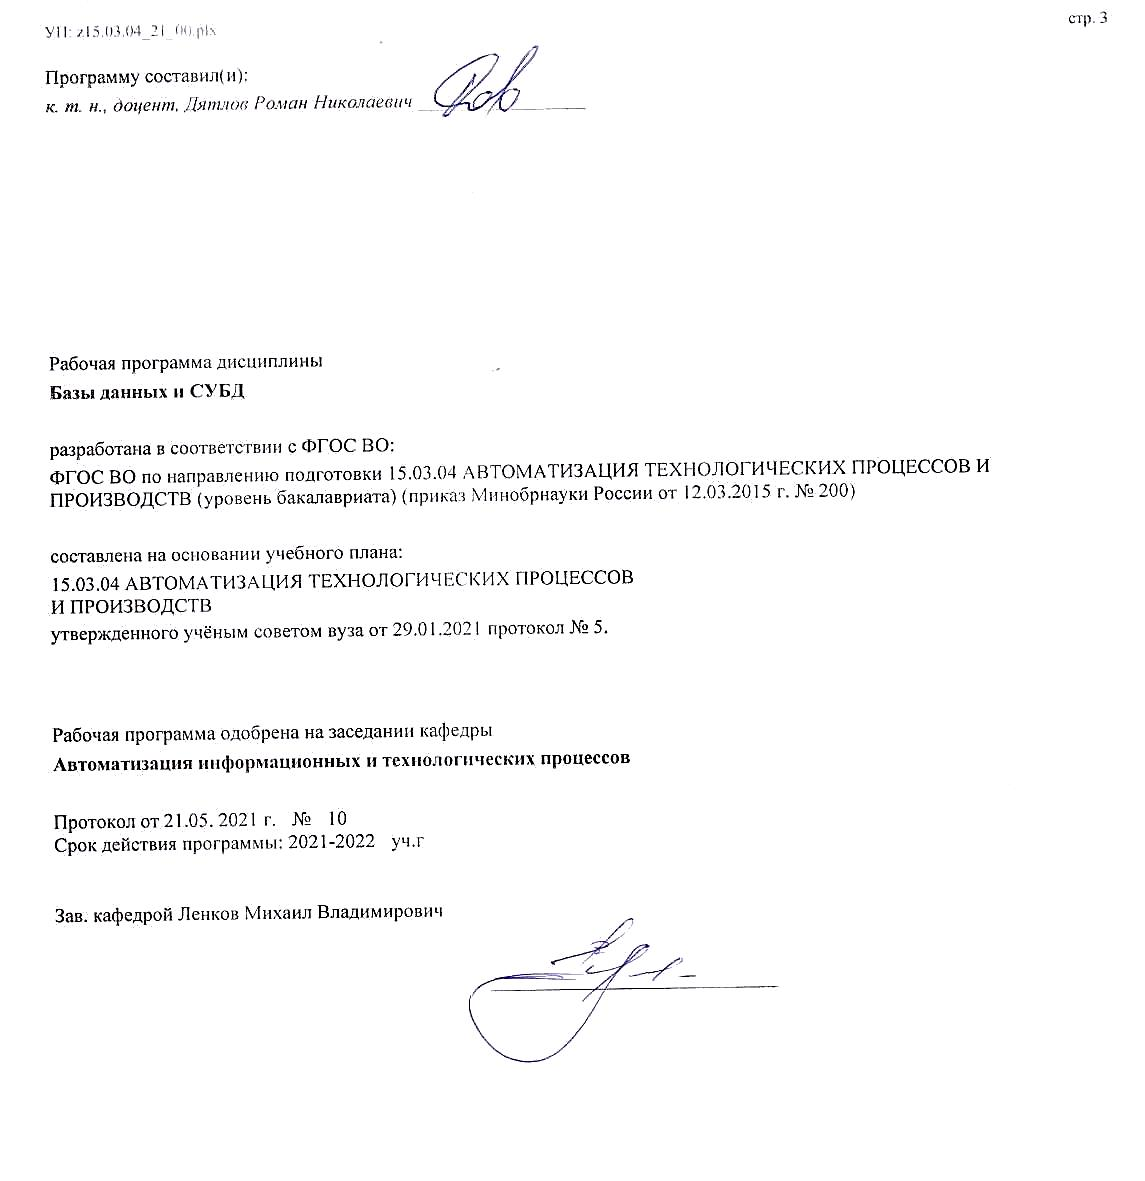 УП: z15.03.04_21_00.plx
стр. 3
Программу составил(и):
к. т. н., доцент, Дятлов Роман Николаевич
Рабочая программа дисциплины
Базы данных и СУБД
разработана в соответствии с ФГОС ВО:
ФГОС ВО по направлению подготовки 15.03.04 АВТОМАТИЗАЦИЯ ТЕХНОЛОГИЧЕСКИХ ПРОЦЕССОВ И
ПРОИЗВОДСТВ (уровень бакалавриата) (приказ Минобрнауки России от 12.03.2015 г. № 200)
составлена на основании учебного плана:
15.03.04 АВТОМАТИЗАЦИЯ ТЕХНОЛОГИЧЕСКИХ ПРОЦЕССОВ
И ПРОИЗВОДСТВ
утвержденного учёным советом вуза от 29.01.2021 протокол № 5.
Рабочая программа одобрена на заседании кафедры
Автоматизация информационных и технологических процессов
Протокол от 21.05. 2021 г. № 10
Срок действия программы: 2021-2022 уч.г
Зав. кафедрой Ленков Михаил Владимирович